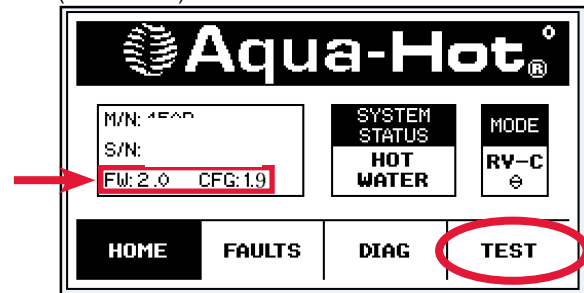 Aqua-Hot®
M/N:
S/N:
FW: 2.0 CFG: 1.9
SYSTEM
STATUS
HOT
WATER
MODE
RV-C
HOME FAULTS DIAG TEST